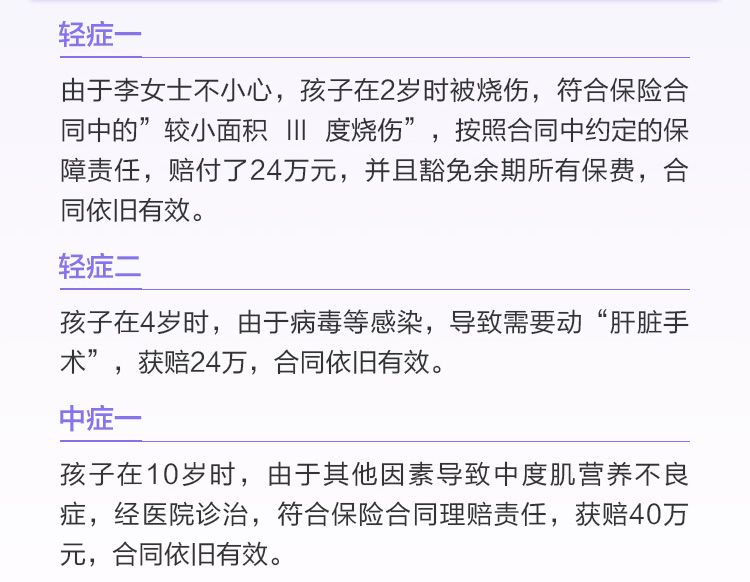 轻症一
由于李女士不小心，孩子在2岁时被烧伤，符合保险合
同中的”较小面积 Ⅲ 度烧伤”，按照合同中约定的保
障责任，赔付了24万元，并且豁免余期所有保费，合
同依旧有效。
轻症二
孩子在4岁时，由于病毒等感染，导致需要动“肝脏手
术”，获赔24万，合同依旧有效。
中症一
孩子在10岁时，由于其他因素导致中度肌营养不良
症，经医院诊治，符合保险合同理赔责任，获赔40万
元，合同依旧有效。